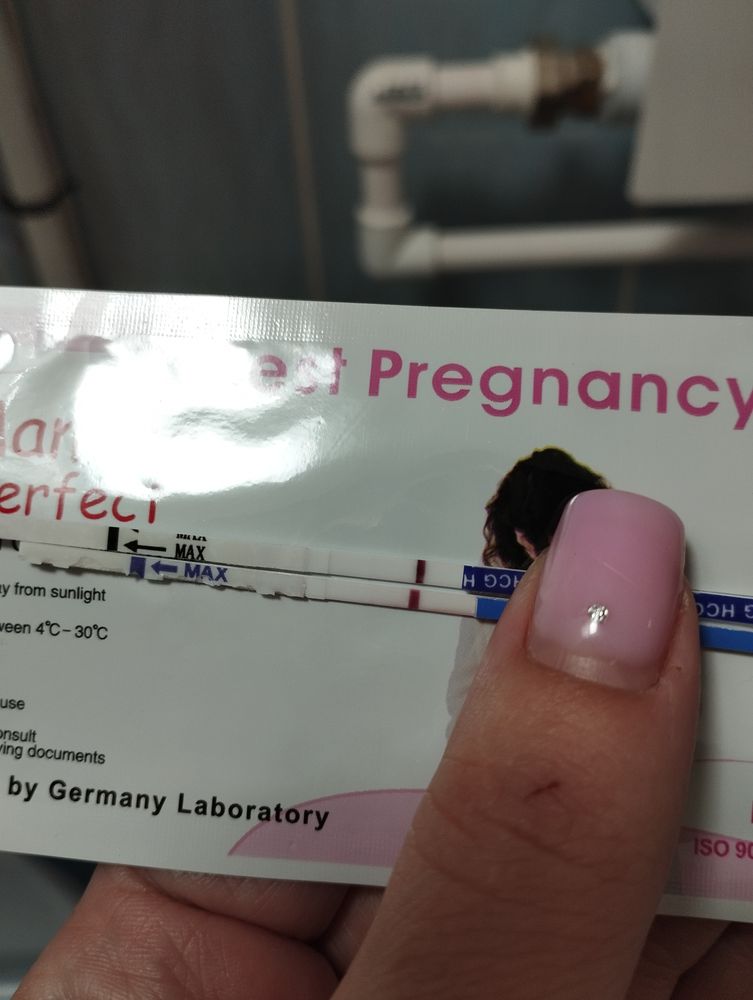 est Pregnancy
lan
erfect
MAX
MAX
HCG H
HCG
y from sunlight
ween 4°C-30°C
use
onsult
ying documents
by Germany Laboratory
ISO 90